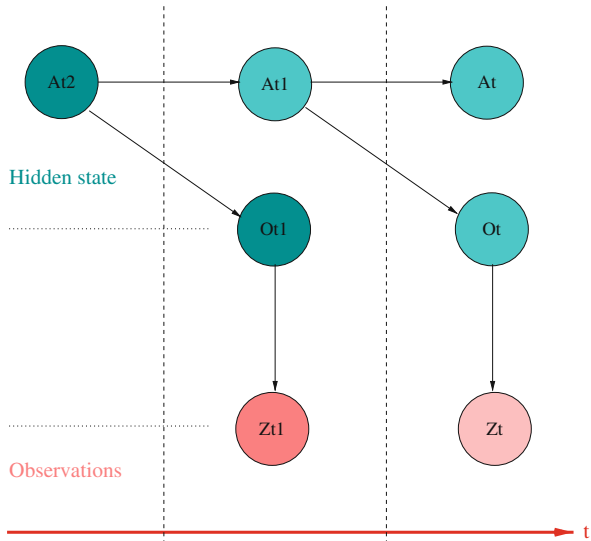 At2
At1
At
Hidden state
Ot1
Ot
Zt1
Zt
Observations
t